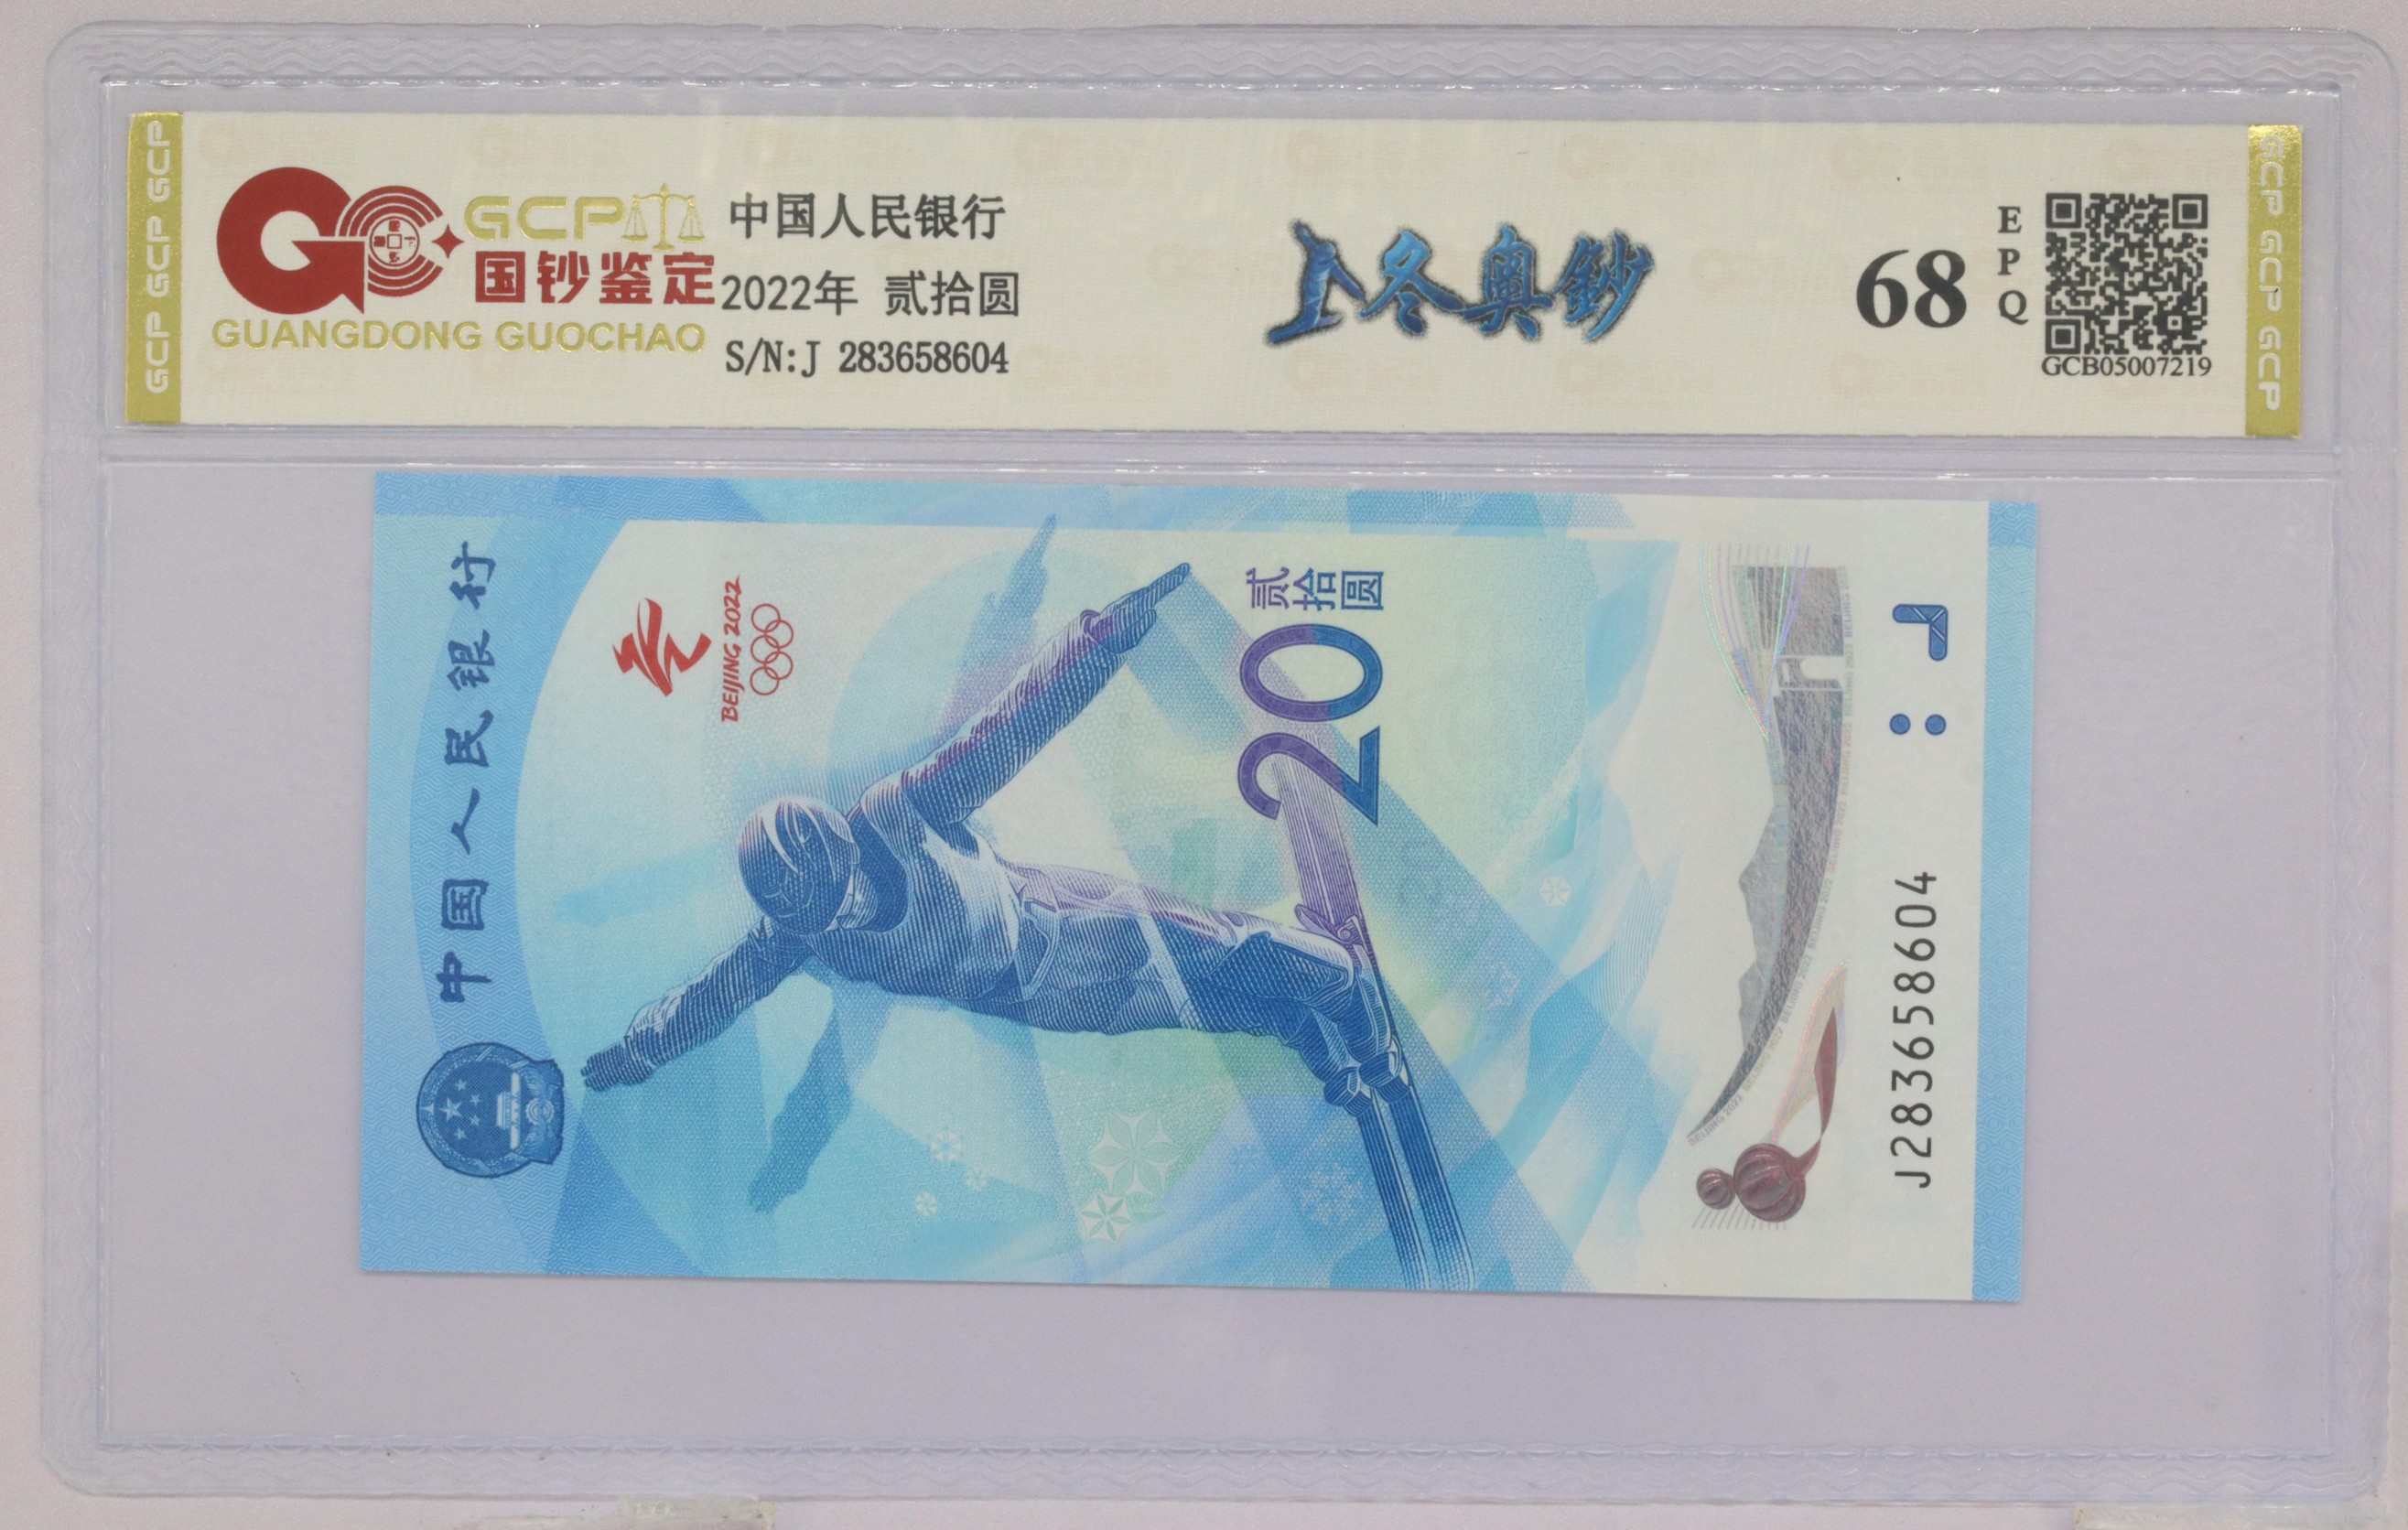 GCP GCP GCP
GCP
国钞鉴定
GUANGDONG GUOCHAO
中国人民银行
2022年 贰拾圆
S/N:J 283658604
冬奥鈔
68
EPQ
GCB05007219
GCP GCP GCP
中国人民银行
BEIJING 2022
贰拾圆
20
J283658604